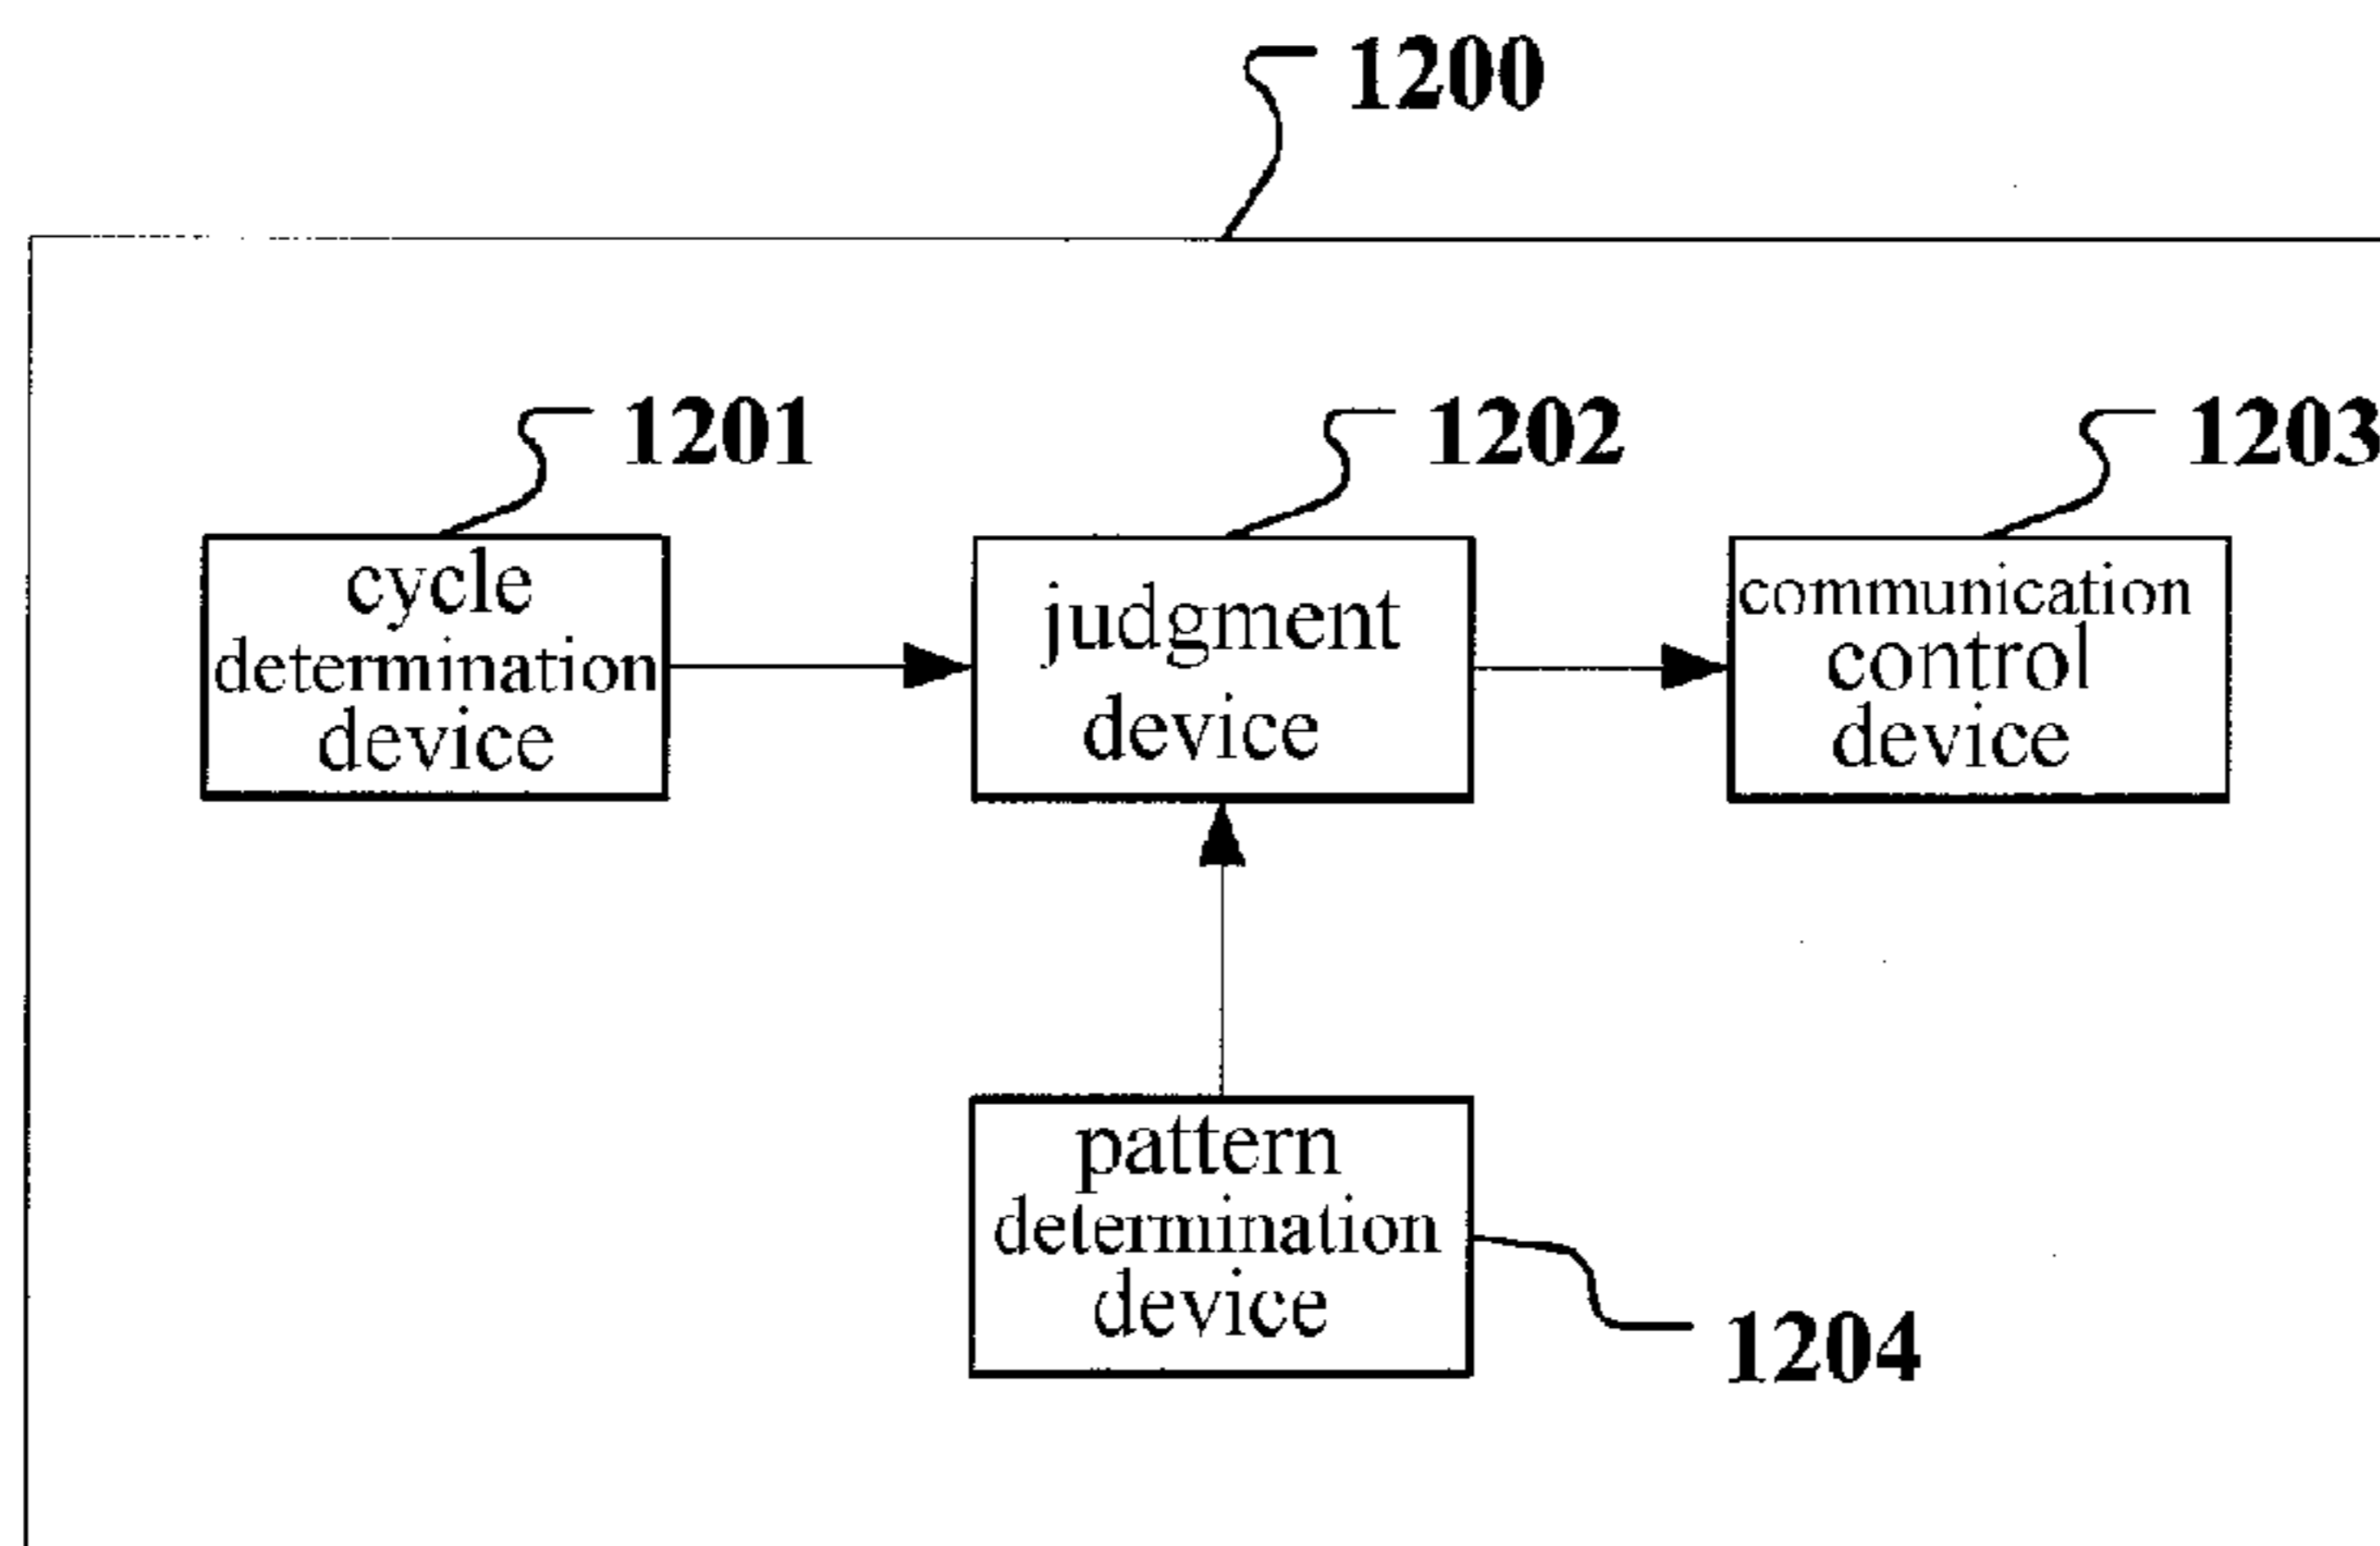 1200
1201
1202
1203
cycle
determination
device
judgment
device
communication
control
device
pattern
determination
device
1204